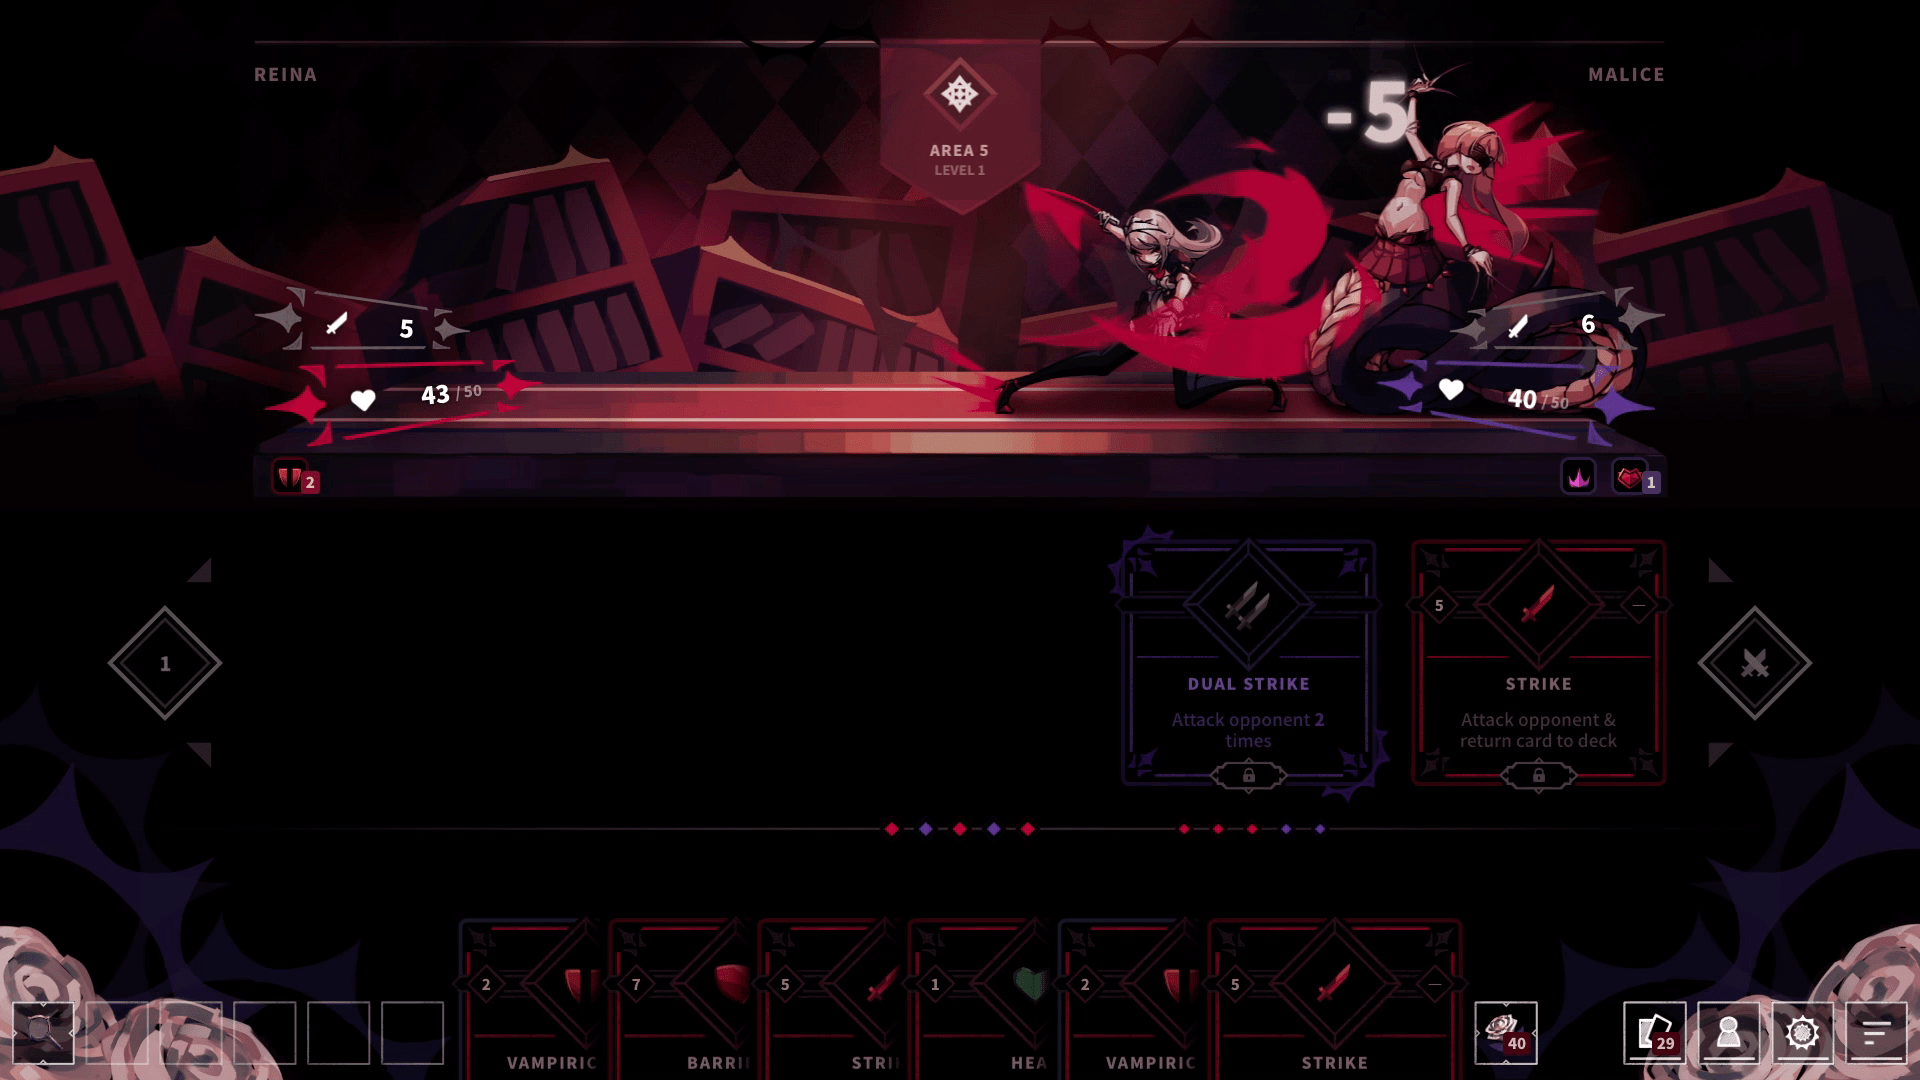 REINA
MALICE
AREA 5
LEVEL 1
-5
5
6
43 / 50
40 / 50
2
1
1
5
—
DUAL STRIKE
STRIKE
Attack opponent 2
times
Attack opponent &
return card to deck
2
7
5
1
2
5
—
VAMPIRIC
BARRI
STRI
HEA
VAMPIRIC
STRIKE
40
29